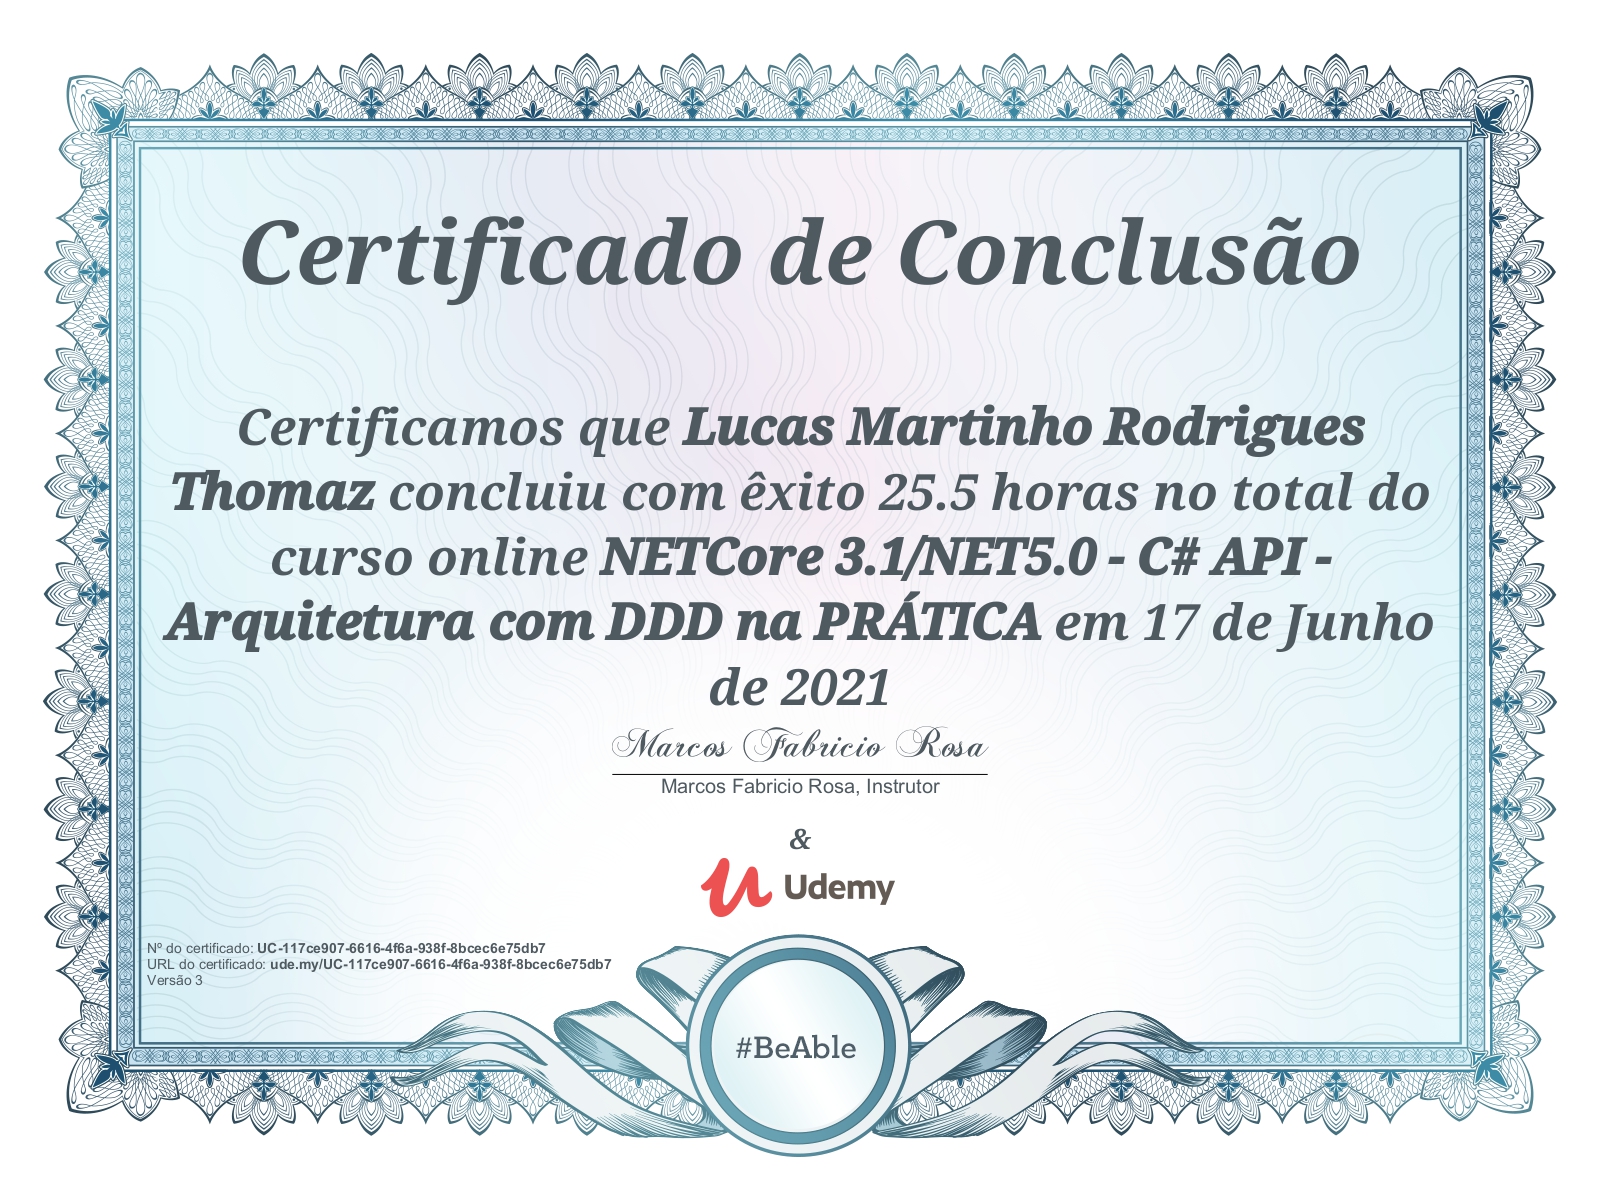 Certificado de Conclusão
Certificamos que Lucas Martinho Rodrigues
Thomaz concluiu com êxito 25.5 horas no total do
curso online NETCore 3.1/NET5.0 - C# API -
Arquitetura com DDD na PRÁTICA em 17 de Junho
de 2021
Marcos Fabricio Rosa
Marcos Fabricio Rosa, Instrutor
&
Udemy
Nº do certificado: UC-117ce907-6616-4f6a-938f-8bcec6e75db7
URL do certificado: ude.my/UC-117ce907-6616-4f6a-938f-8bcec6e75db7
Versão 3
#BeAble